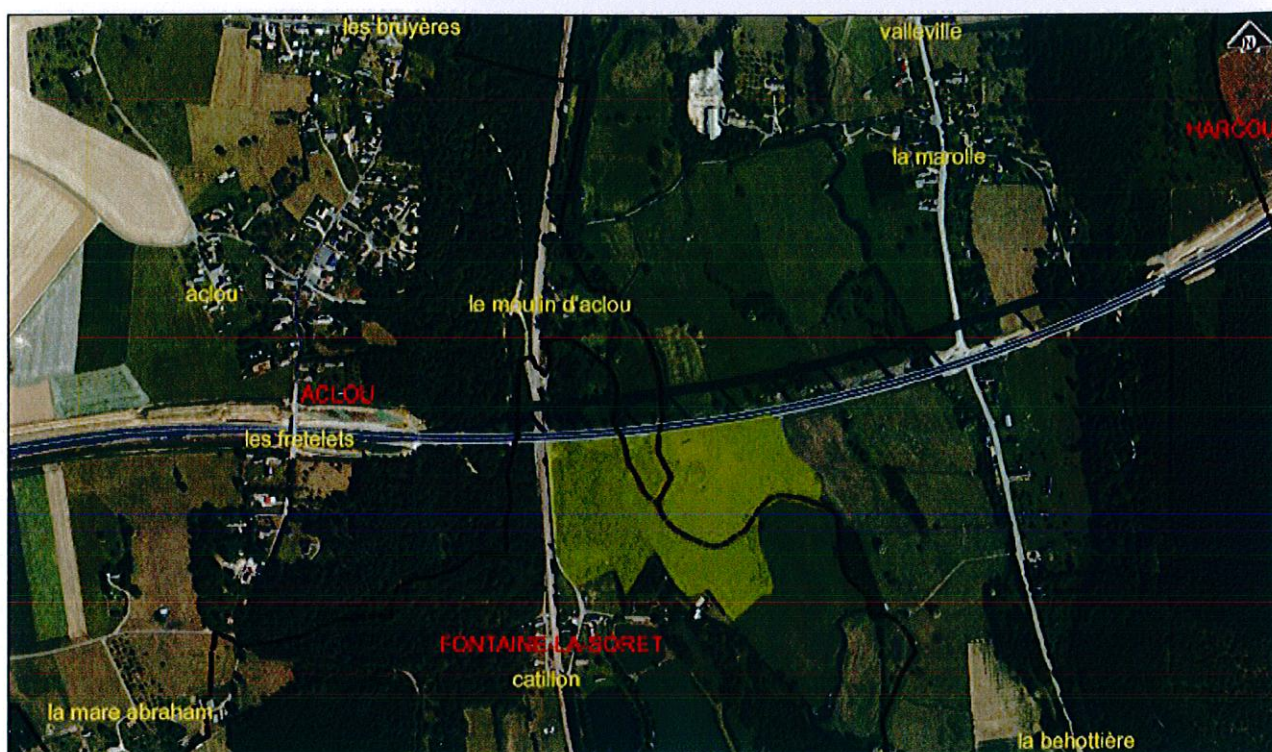 les bruyères
valleville
N
HARCOU
la marolle
aclou
le moulin d'aclou
ACLOU
les fretelets
FONTAINE-LA-SORET
catillon
la mare abraham
la behottière